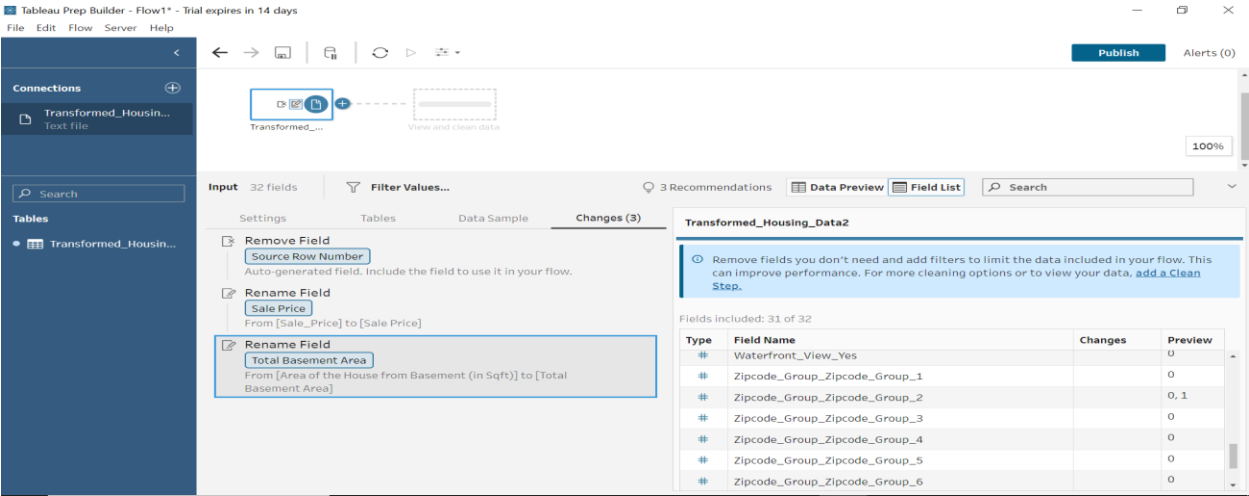 Tableau Prep Builder - Flow1* - Trial expires in 14 days
File Edit Flow Server Help
Publish
Alerts (0)
Connections
Transformed_Housin...
Text file
Search
Tables
Transformed_Housin...
Transformed_...
View and clean data
100%
Input 32 fields
Filter Values...
3 Recommendations
Data Preview
Field List
Search
Settings
Tables
Data Sample
Changes (3)
Remove Field
Source Row Number
Auto-generated field. Include the field to use it in your flow.
Rename Field
Sale Price
From [Sale_Price] to [Sale Price]
Rename Field
Total Basement Area
From [Area of the House from Basement (in Sqft)] to [Total
Basement Area]
Transformed_Housing_Data2
Remove fields you don't need and add filters to limit the data included in your flow. This
can improve performance. For more cleaning options or to view your data, add a Clean
Step.
Fields included: 31 of 32
Type Field Name Changes Preview
# Waterfront_View_Yes 0
# Zipcode_Group_Zipcode_Group_1 0
# Zipcode_Group_Zipcode_Group_2 0, 1
# Zipcode_Group_Zipcode_Group_3 0
# Zipcode_Group_Zipcode_Group_4 0
# Zipcode_Group_Zipcode_Group_5 0
# Zipcode_Group_Zipcode_Group_6 0